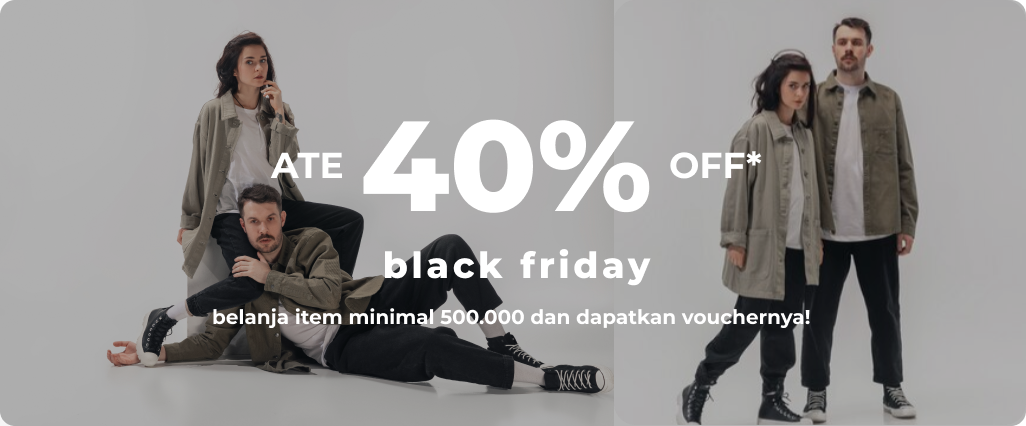 ATE 40% OFF*
black friday
belanja item minimal 500.000 dan dapatkan vouchernya!